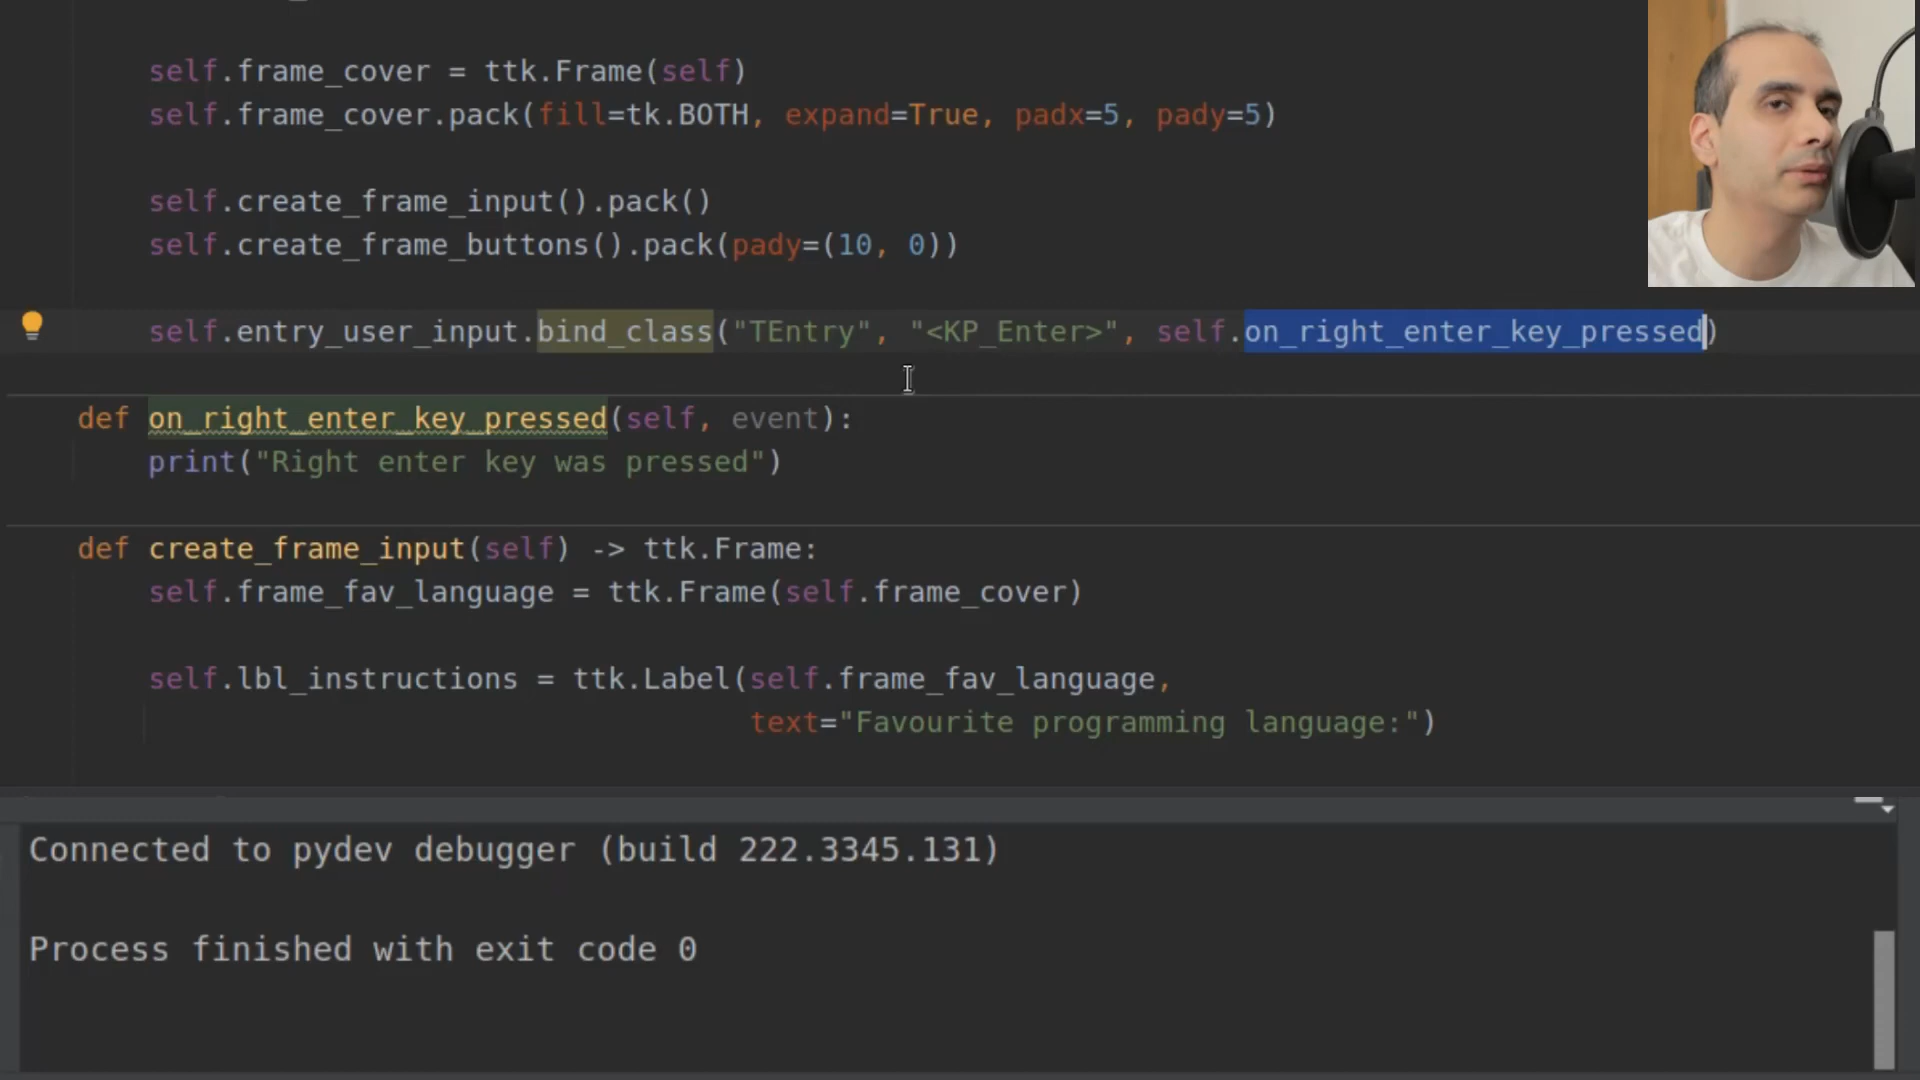 self.frame_cover = ttk.Frame(self)
self.frame_cover.pack(fill=tk.BOTH, expand=True, padx=5, pady=5)
self.create_frame_input().pack()
self.create_frame_buttons().pack(pady=(10, 0))
self.entry_user_input.bind_class("TEntry", "<KP_Enter>", self.on_right_enter_key_pressed)
def on_right_enter_key_pressed(self, event):
print("Right enter key was pressed")
def create_frame_input(self) -> ttk.Frame:
self.frame_fav_language = ttk.Frame(self.frame_cover)
self.lbl_instructions = ttk.Label(self.frame_fav_language,
text="Favourite programming language:")
Connected to pydev debugger (build 222.3345.131)
Process finished with exit code 0